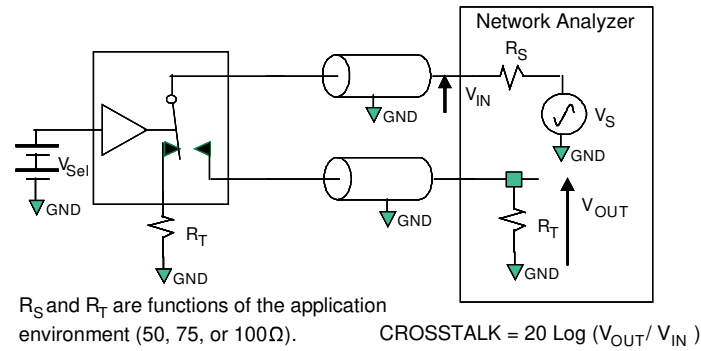 Network Analyzer
R_S
GND
V_IN
V_S
GND
V_Sel
GND
GND
V_OUT
R_T
R_T
GND
GND
R_S and R_T are functions of the application
environment (50, 75, or 100Ω).
CROSSTALK = 20 Log (V_OUT/ V_IN )